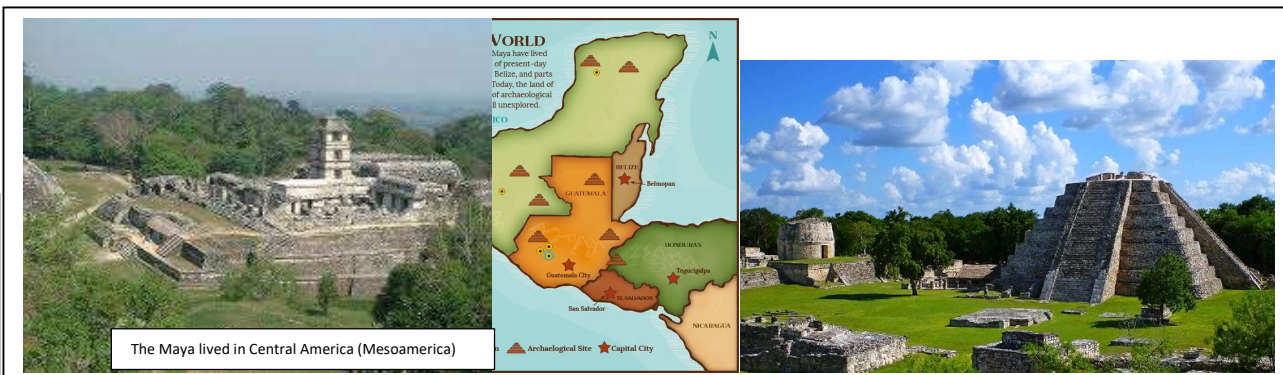 The Maya lived in Central America (Mesoamerica)
WORLD
Maya have lived
of present-day
Belize, and parts
Today, the land of
of archaeological
ll unexplored.
ICO
N
BELIZE
Belmopan
GUATEMALA
HONDURAS
Guatemala City
Tegucigalpa
San Salvador
EL SALVADOR
NICARAGUA
n
Archaeological Site
Capital City